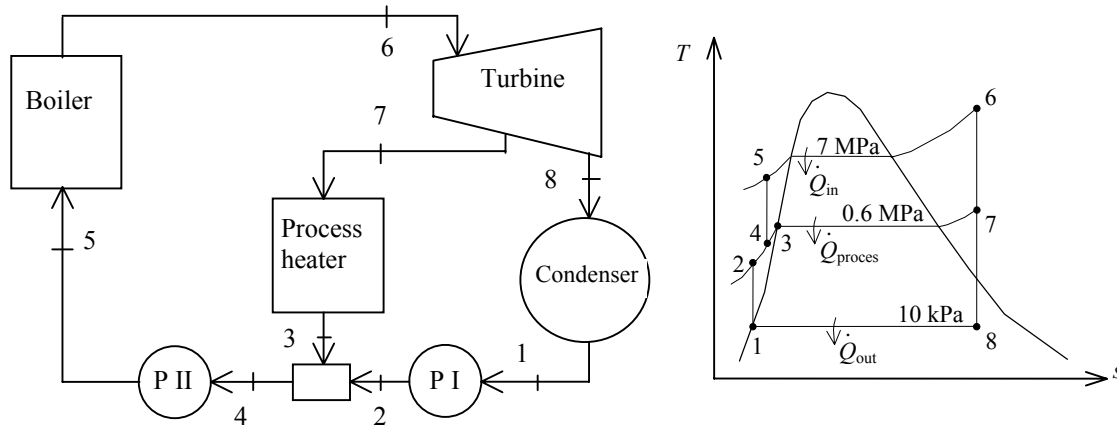 6
Boiler
Turbine
7
8
Process
heater
Condenser
5
3
1
P II
P I
4
2
T
6
7 MPa
5
Q̇in
0.6 MPa
7
4
3
2
Q̇proces
10 kPa
1
Q̇out
8
s